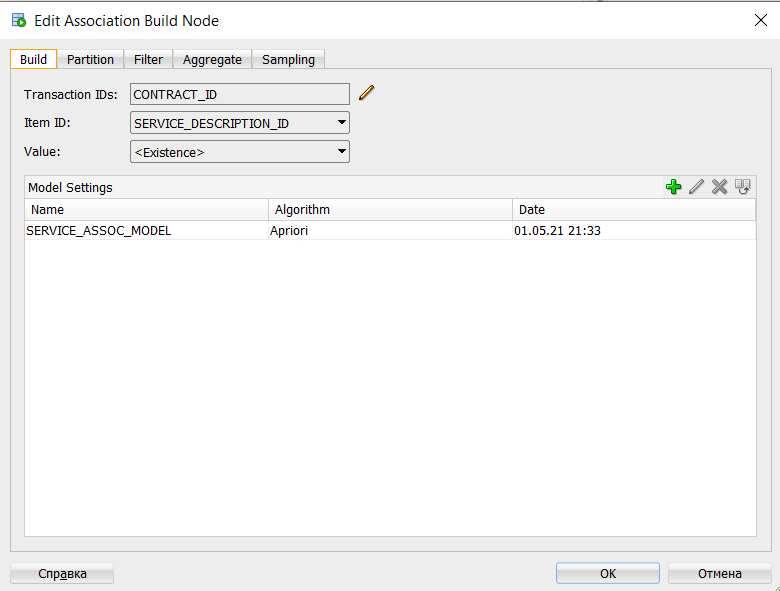 Edit Association Build Node
Build Partition Filter Aggregate Sampling
Transaction IDs: CONTRACT_ID
Item ID: SERVICE_DESCRIPTION_ID
Value: <Existence>
Model Settings
Name Algorithm Date
SERVICE_ASSOC_MODEL Apriori 01.05.21 21:33
Справка OK Отмена